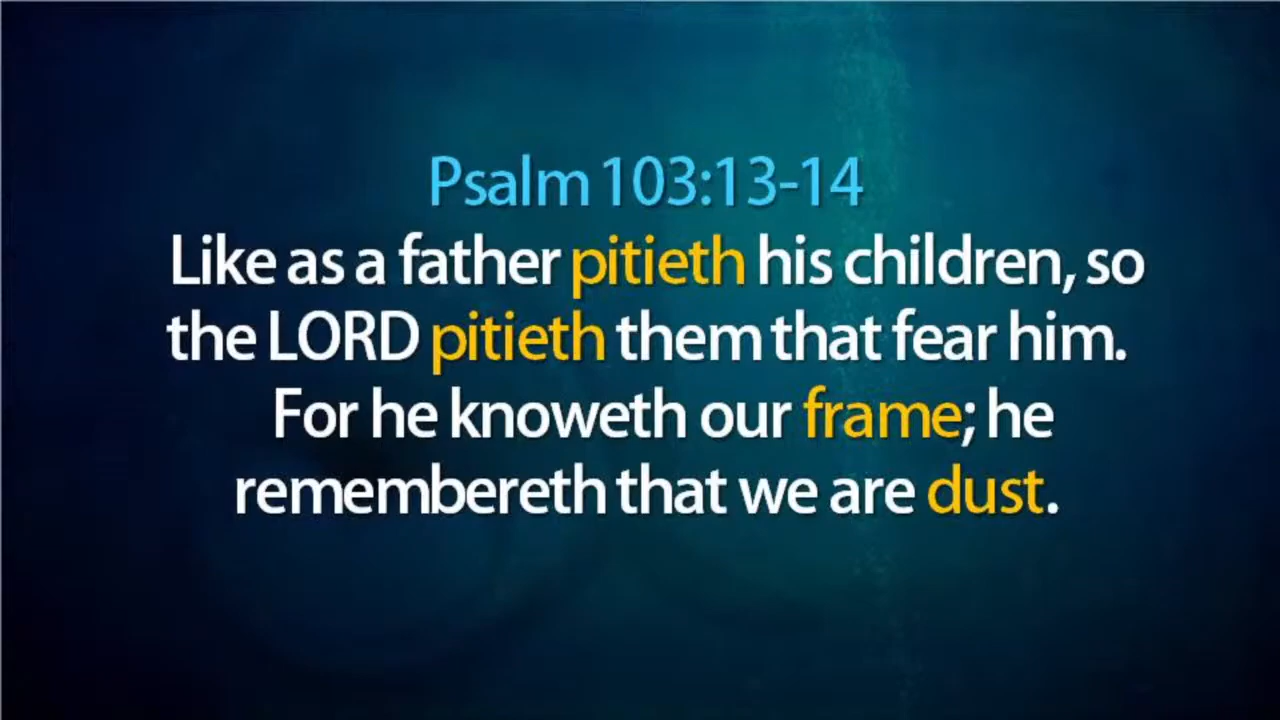 Psalm 103:13-14
Like as a father pitieth his children, so
the LORD pitieth them that fear him.
For he knoweth our frame; he
remembereth that we are dust.